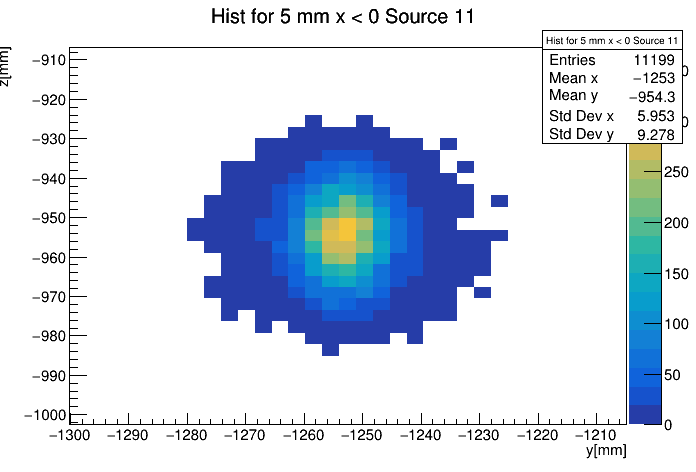 Hist for 5 mm x < 0 Source 11
z[mm]
Hist for 5 mm x < 0 Source 11
Entries 11199
Mean x −1253
Mean y −954.3
Std Dev x 5.953
Std Dev y 9.278
−910
−920
−930
−940
−950
−960
−970
−980
−990
−1000
250
200
150
100
50
0
−1300 −1290 −1280 −1270 −1260 −1250 −1240 −1230 −1220 −1210
y[mm]